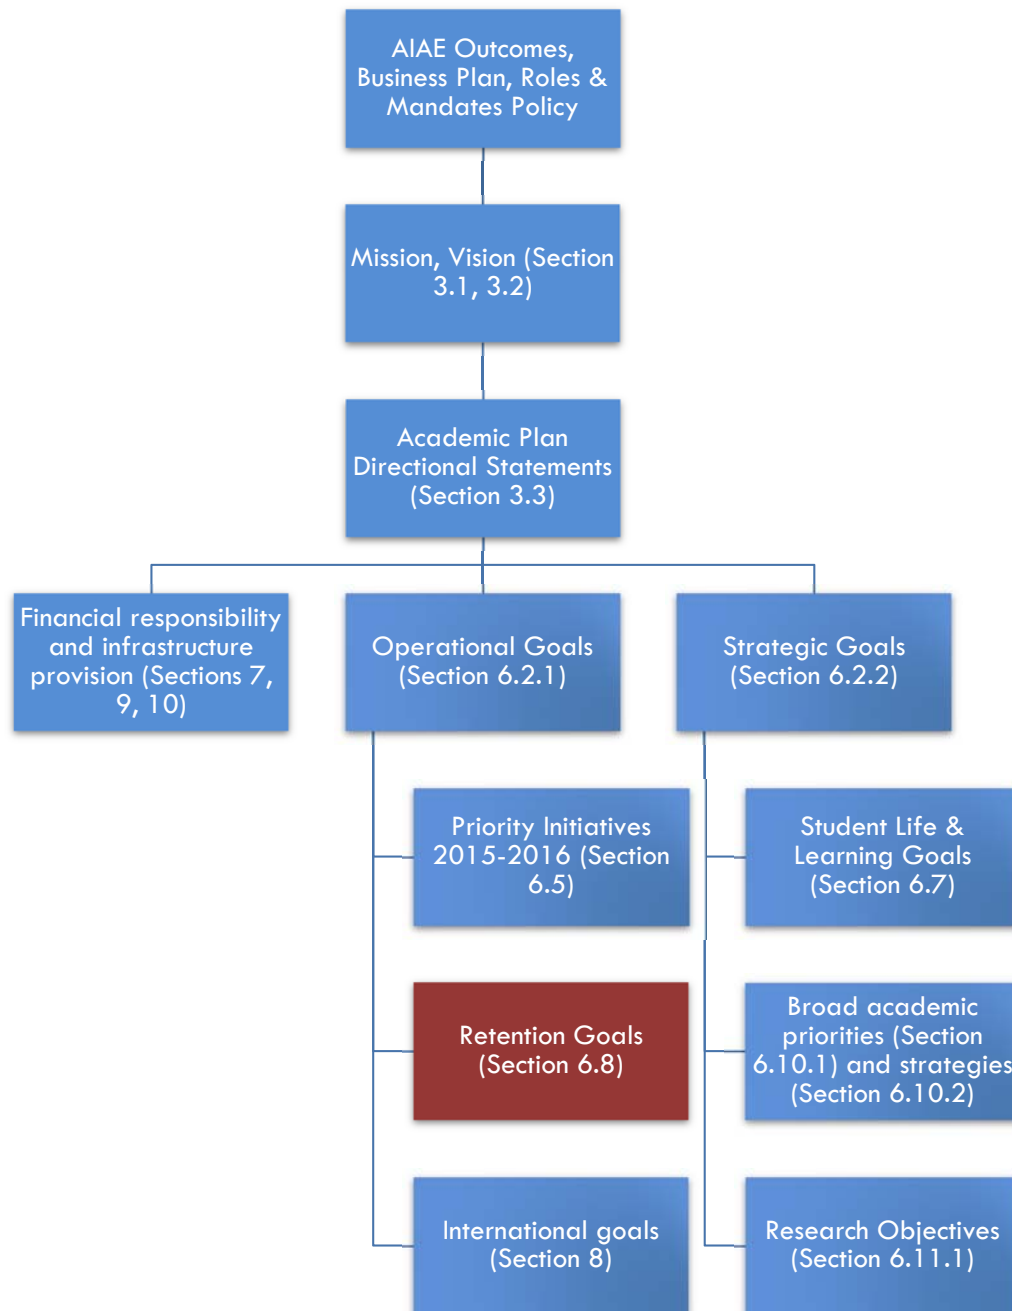 AIAE Outcomes,
Business Plan, Roles &
Mandates Policy
Mission, Vision (Section
3.1, 3.2)
Academic Plan
Directional Statements
(Section 3.3)
Financial responsibility
and infrastructure
provision (Sections 7,
9, 10)
Operational Goals
(Section 6.2.1)
Strategic Goals
(Section 6.2.2)
Priority Initiatives
2015-2016 (Section
6.5)
Student Life &
Learning Goals
(Section 6.7)
Retention Goals
(Section 6.8)
Broad academic
priorities (Section
6.10.1) and strategies
(Section 6.10.2)
International goals
(Section 8)
Research Objectives
(Section 6.11.1)